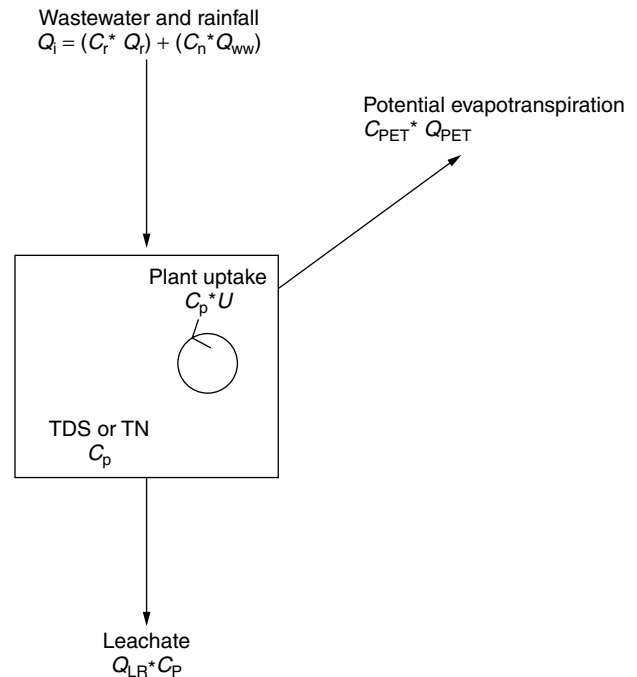 Wastewater and rainfall
Qi = (Cr* Qr) + (Cn*Qww)
Potential evapotranspiration
CPET* QPET
Plant uptake
Cp*U
TDS or TN
Cp
Leachate
QLR*CP